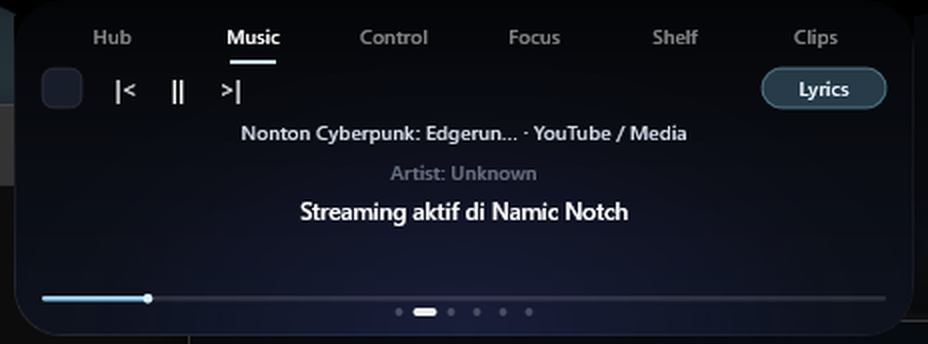 Hub Music Control Focus Shelf Clips
|< || >| Lyrics
Nonton Cyberpunk: Edgerun... · YouTube / Media
Artist: Unknown
Streaming aktif di Namic Notch